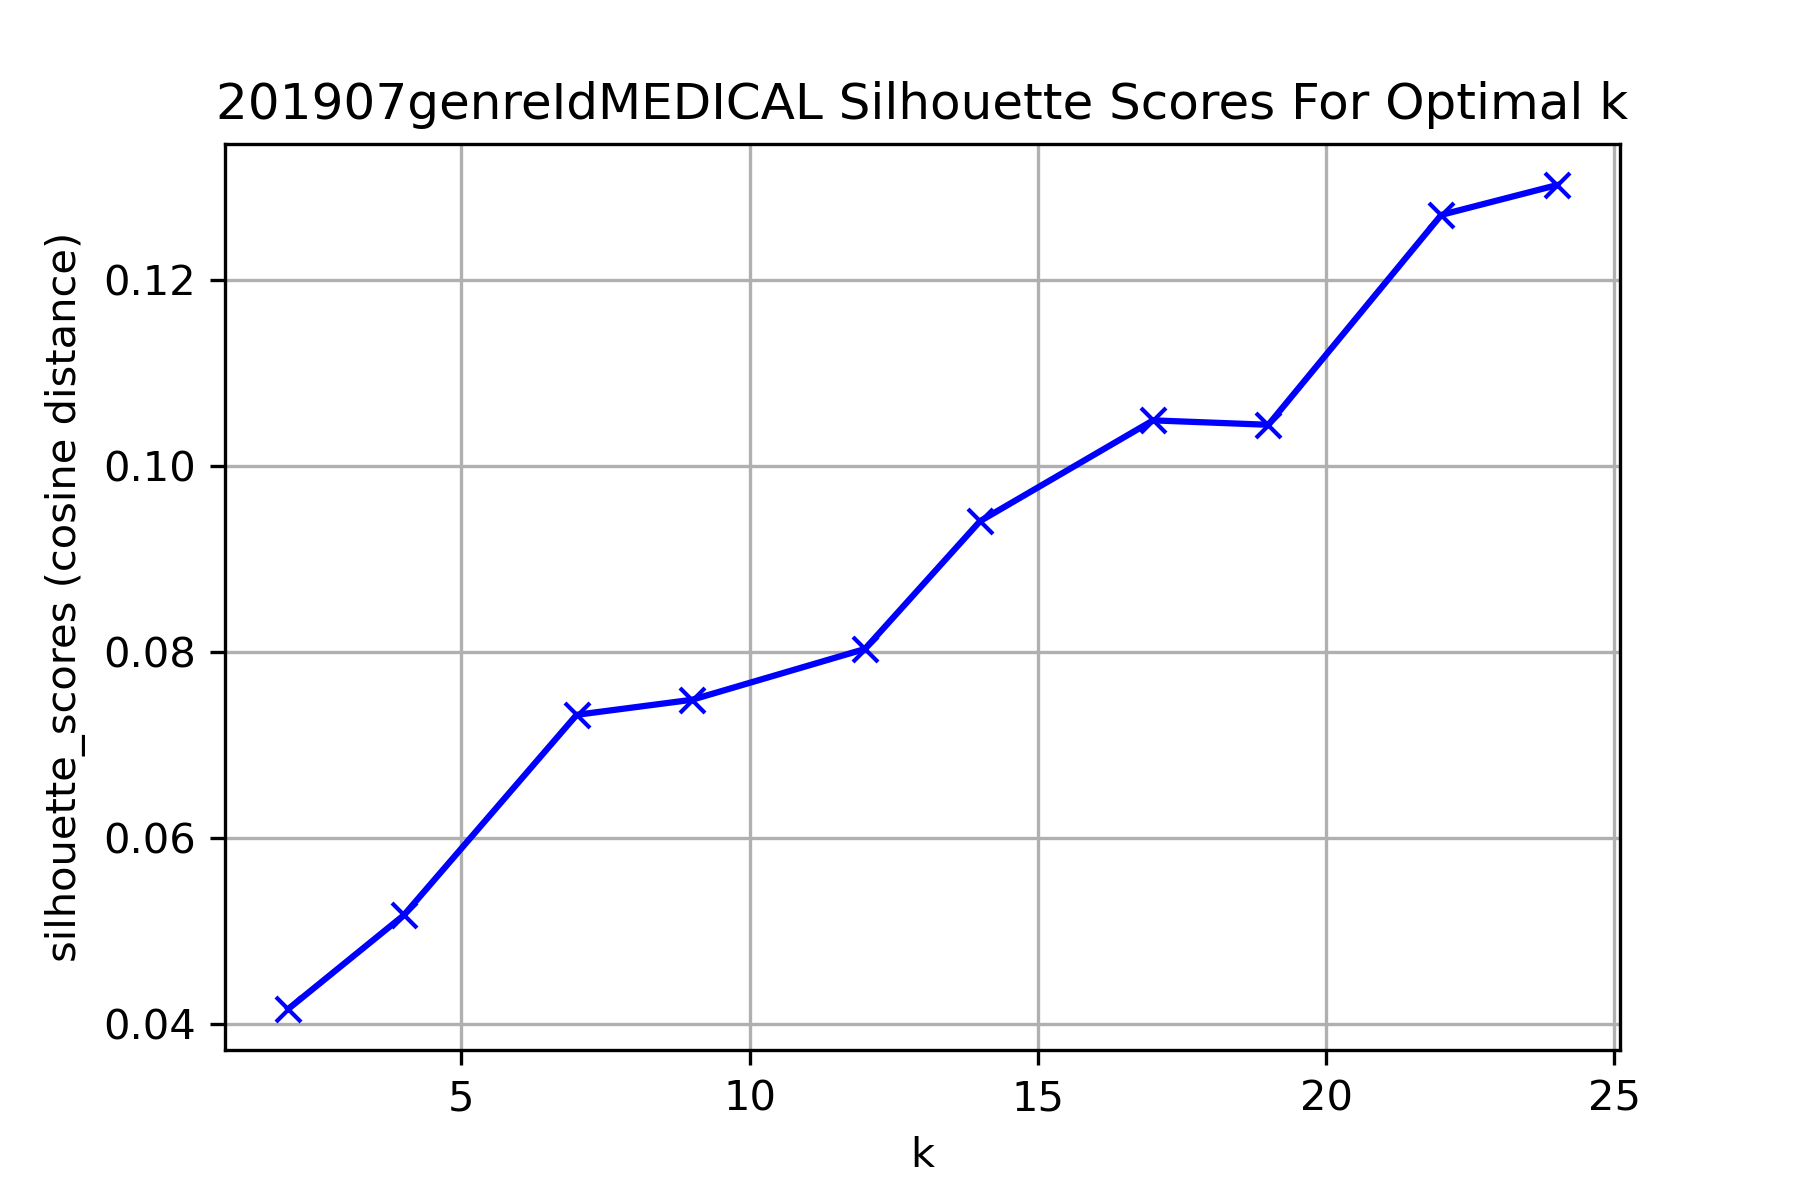 201907genreIdMEDICAL Silhouette Scores For Optimal k
silhouette_scores (cosine distance)
0.12
0.10
0.08
0.06
0.04
5 10 15 20 25
k